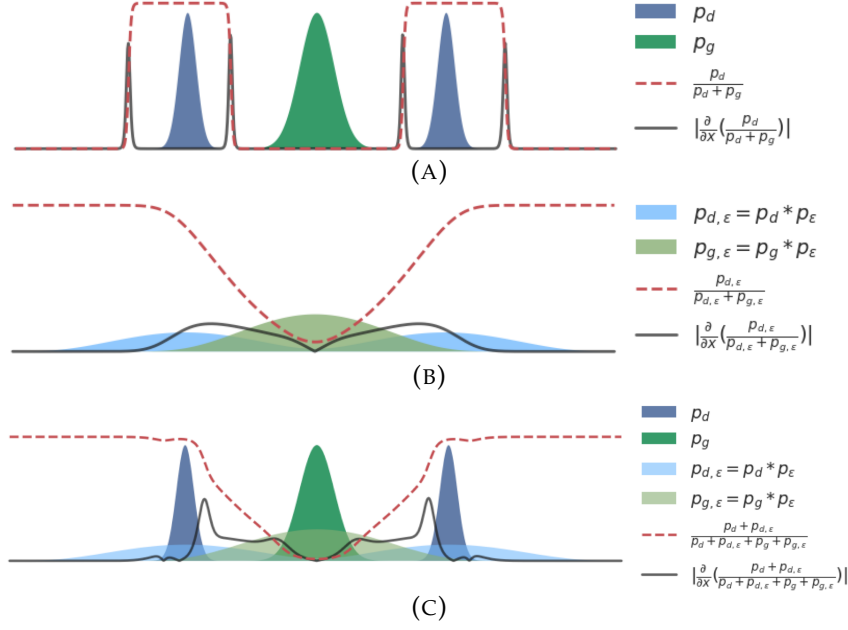 p_d
p_g
p_d / (p_d + p_g)
|∂/∂x (p_d / (p_d + p_g))|
(A)
p_{d,ε} = p_d * p_ε
p_{g,ε} = p_g * p_ε
p_{d,ε} / (p_{d,ε} + p_{g,ε})
|∂/∂x (p_{d,ε} / (p_{d,ε} + p_{g,ε}))|
(B)
p_d
p_g
p_{d,ε} = p_d * p_ε
p_{g,ε} = p_g * p_ε
(p_d + p_{d,ε}) / (p_d + p_{d,ε} + p_g + p_{g,ε})
|∂/∂x ((p_d + p_{d,ε}) / (p_d + p_{d,ε} + p_g + p_{g,ε}))|
(C)